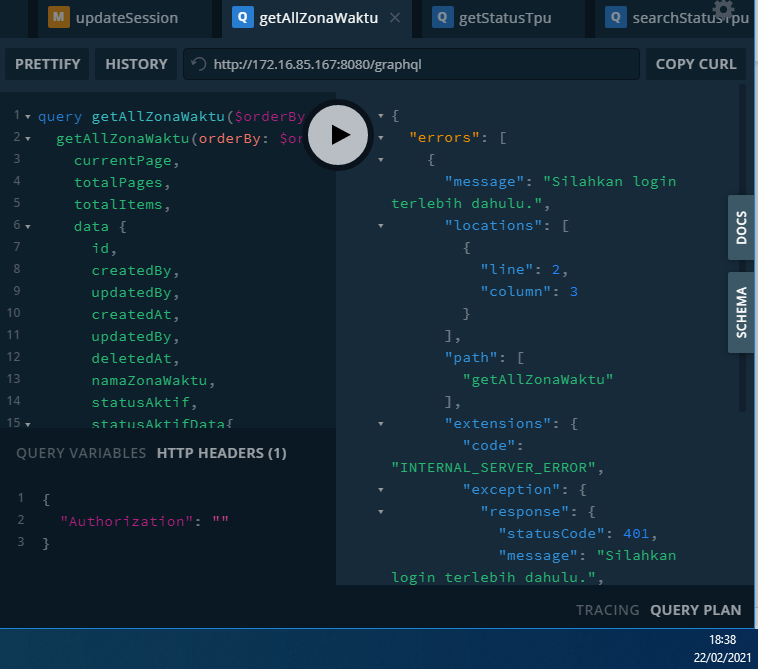 M updateSession
Q getAllZonaWaktu
Q getStatusTpu
Q searchStatusTpu
PRETTIFY
HISTORY
http://172.16.85.167:8080/graphql
COPY CURL
1 query getAllZonaWaktu($orderBy
2 getAllZonaWaktu(orderBy: $or
3 currentPage,
4 totalPages,
5 totalItems,
6 data {
7 id,
8 createdBy,
9 updatedBy,
10 createdAt,
11 updatedBy,
12 deletedAt,
13 namaZonaWaktu,
14 statusAktif,
15 statusAktifData{
{
"errors": [
{
"message": "Silahkan login
terlebih dahulu.",
"locations": [
{
"line": 2,
"column": 3
}
],
"path": [
"getAllZonaWaktu"
],
"extensions": {
"code":
"INTERNAL_SERVER_ERROR",
"exception": {
"response": {
"statusCode": 401,
"message": "Silahkan
login terlebih dahulu.",
DOCS
SCHEMA
QUERY VARIABLES
HTTP HEADERS (1)
1 {
2 "Authorization": ""
3 }
TRACING
QUERY PLAN
18:38
22/02/2021